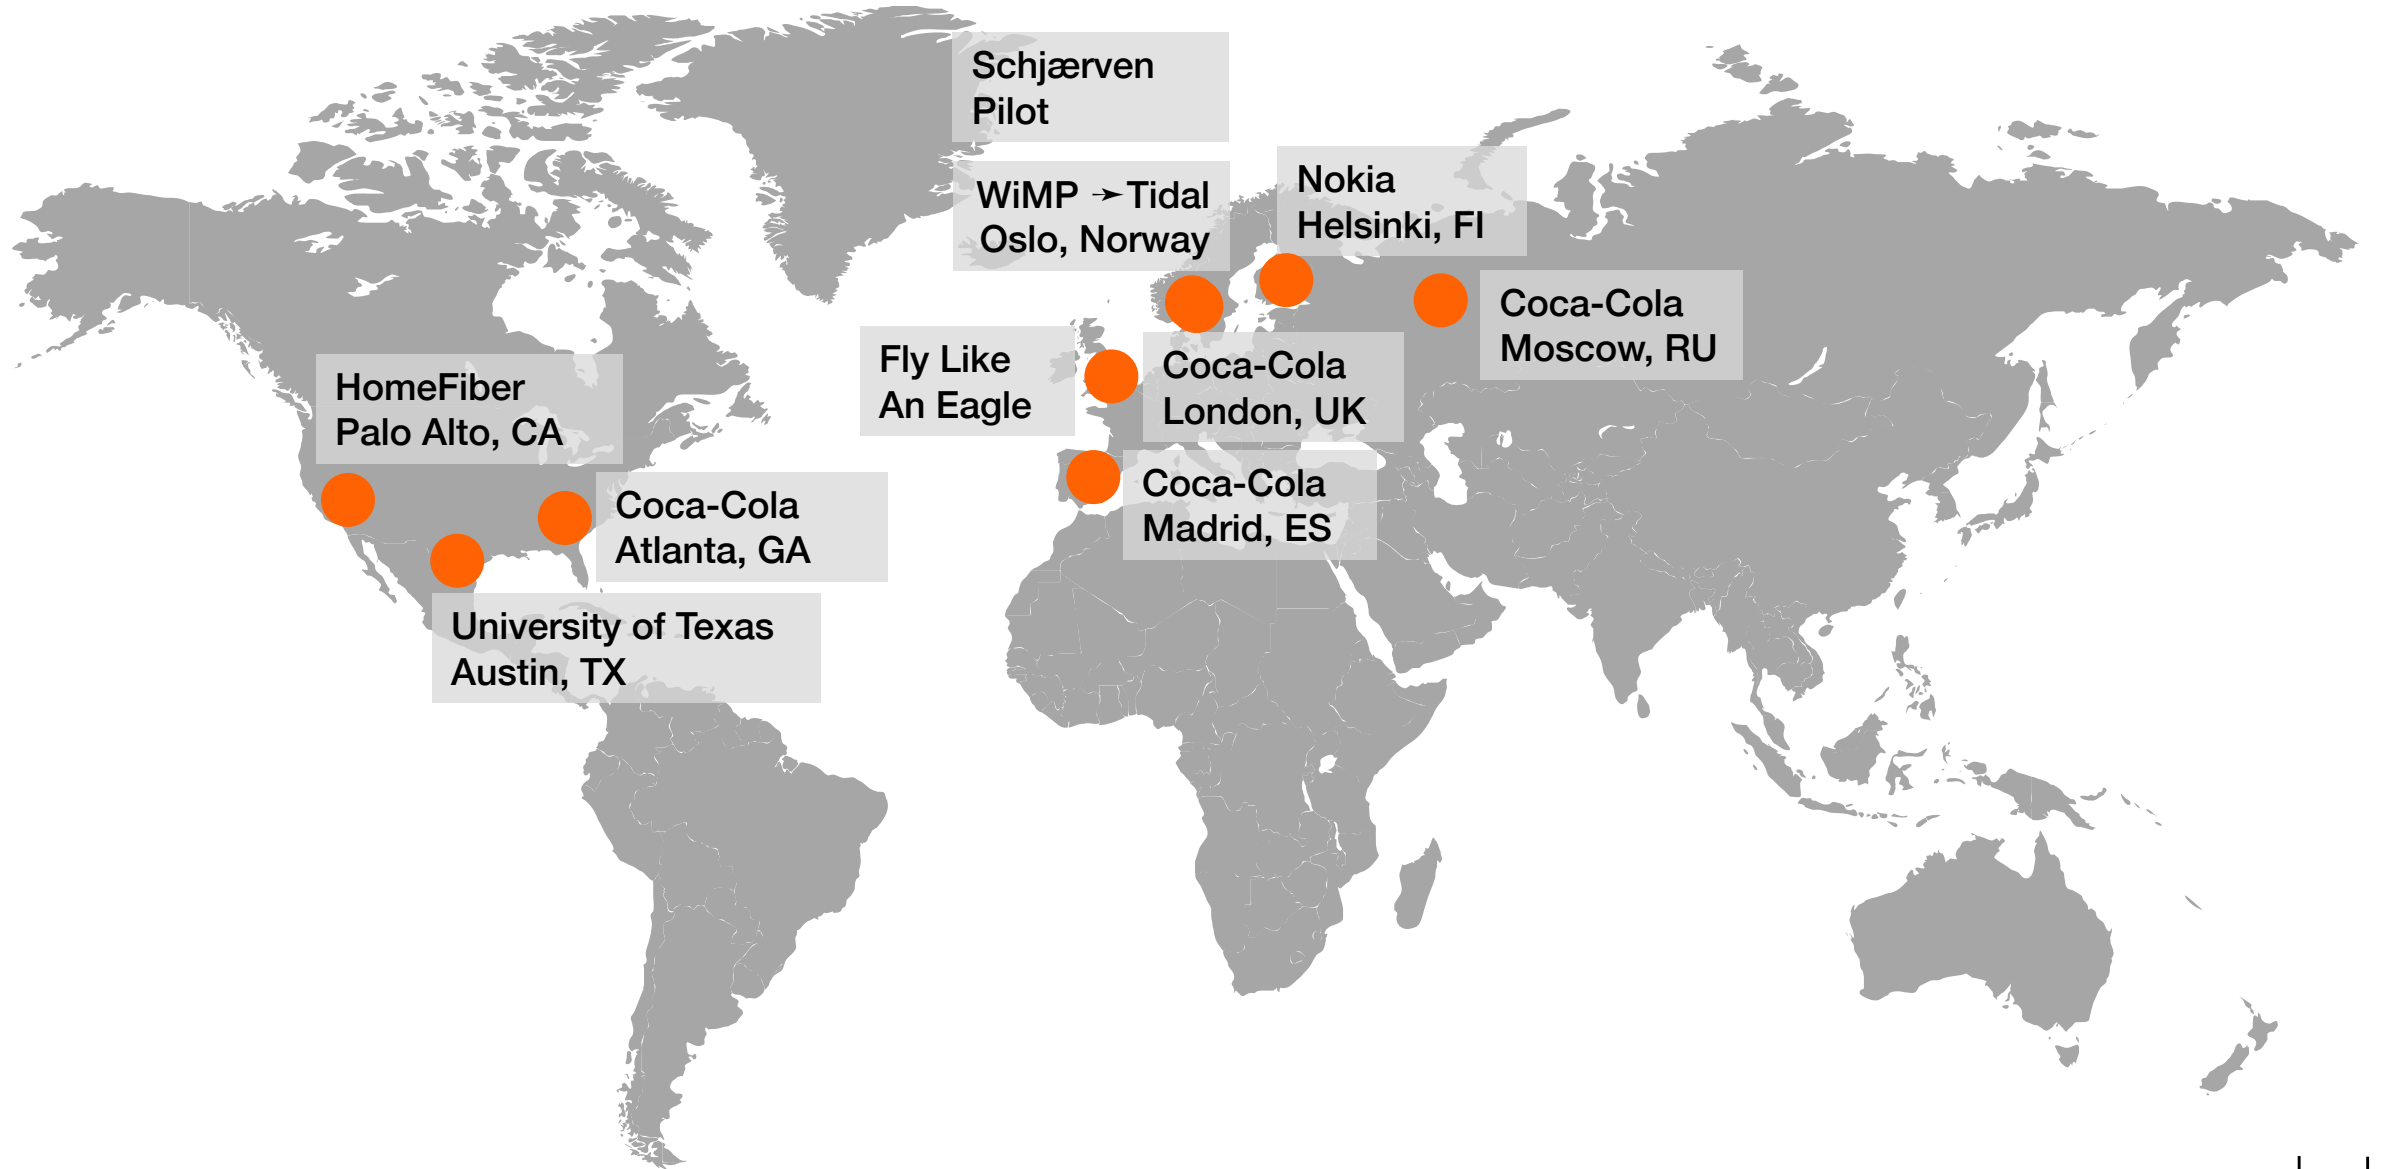 Schjærven
Pilot
WiMP → Tidal
Oslo, Norway
Nokia
Helsinki, FI
Coca-Cola
Moscow, RU
Fly Like
An Eagle
Coca-Cola
London, UK
HomeFiber
Palo Alto, CA
Coca-Cola
Madrid, ES
Coca-Cola
Atlanta, GA
University of Texas
Austin, TX